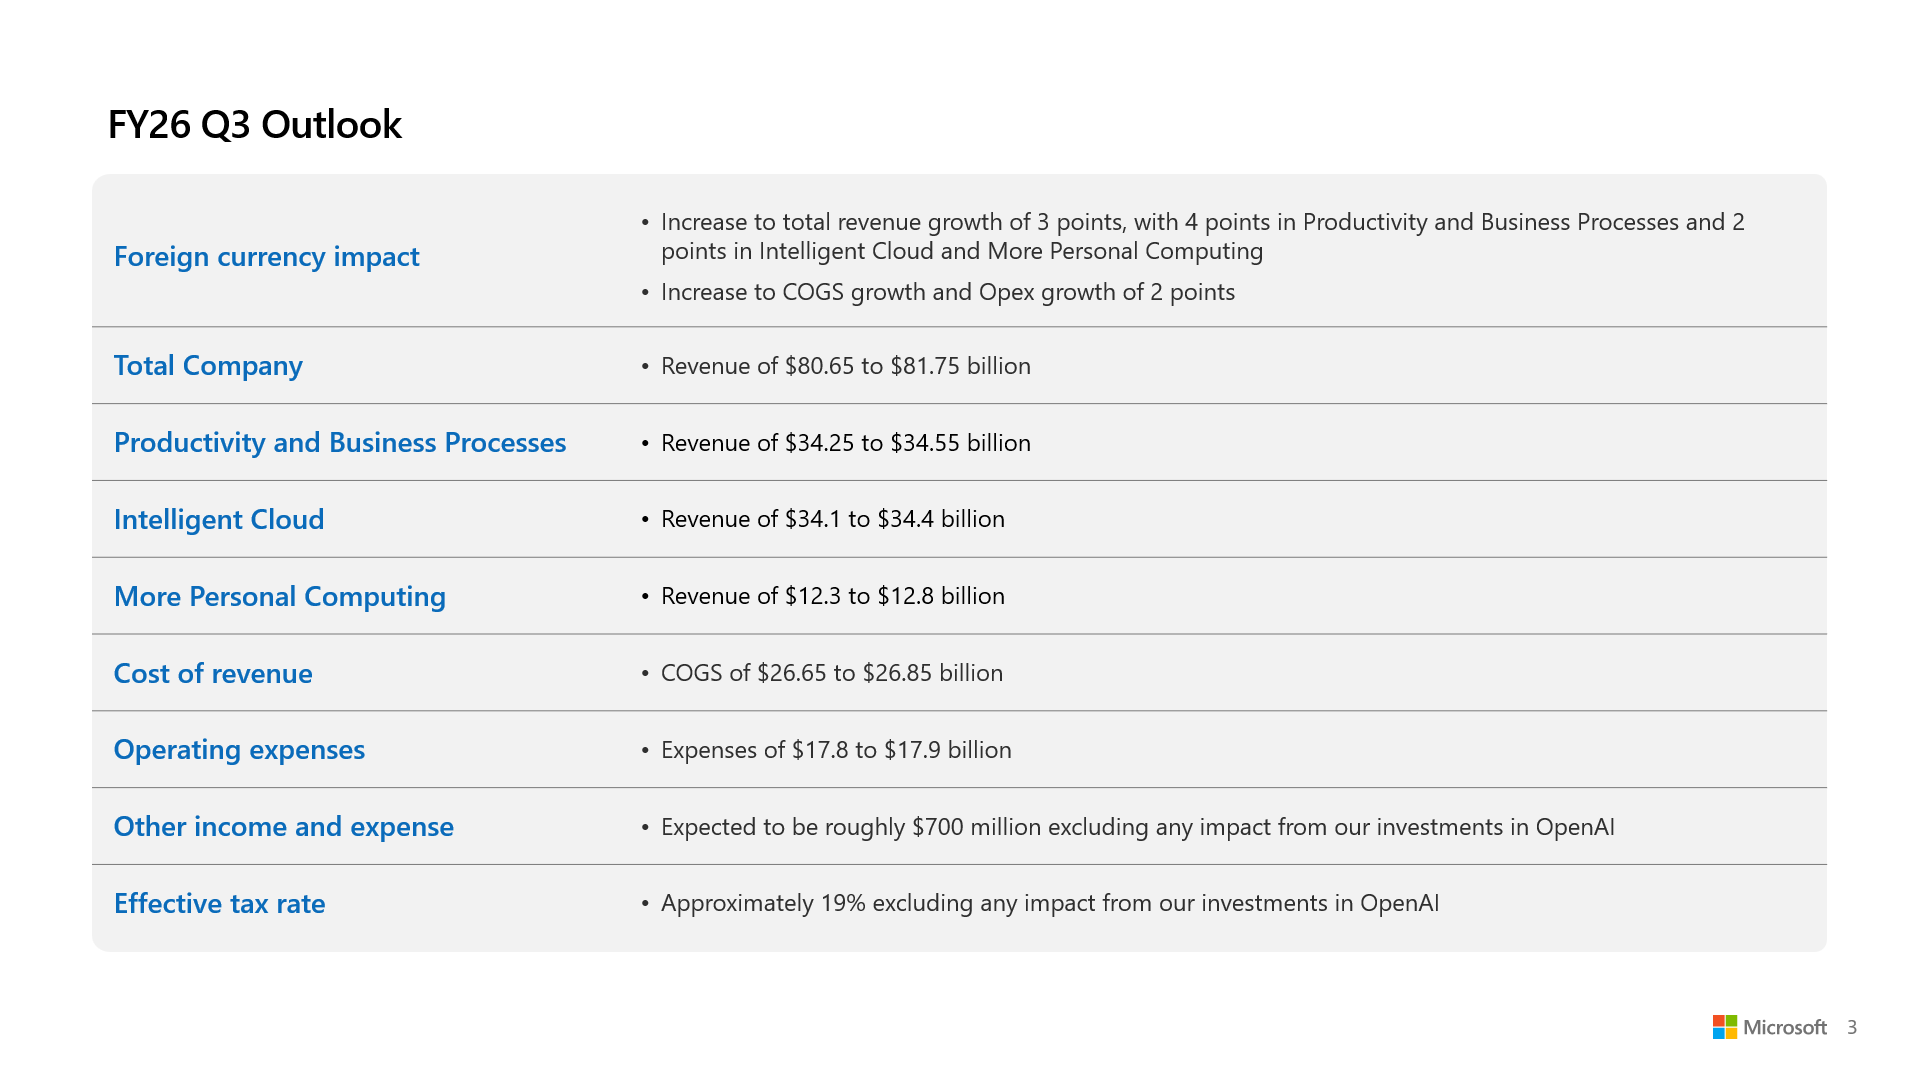 FY26 Q3 Outlook
Foreign currency impact
• Increase to total revenue growth of 3 points, with 4 points in Productivity and Business Processes and 2
points in Intelligent Cloud and More Personal Computing
• Increase to COGS growth and Opex growth of 2 points
Total Company
• Revenue of $80.65 to $81.75 billion
Productivity and Business Processes
• Revenue of $34.25 to $34.55 billion
Intelligent Cloud
• Revenue of $34.1 to $34.4 billion
More Personal Computing
• Revenue of $12.3 to $12.8 billion
Cost of revenue
• COGS of $26.65 to $26.85 billion
Operating expenses
• Expenses of $17.8 to $17.9 billion
Other income and expense
• Expected to be roughly $700 million excluding any impact from our investments in OpenAI
Effective tax rate
• Approximately 19% excluding any impact from our investments in OpenAI
Microsoft 3